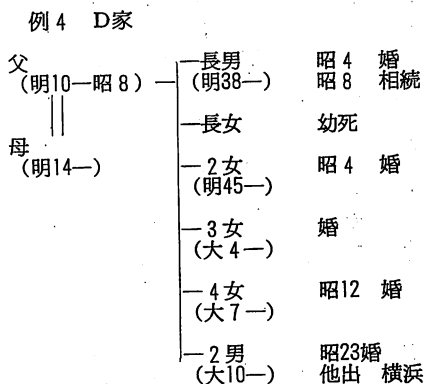 例4 D家
父
(明10―昭8)
母
(明14―)
長男 昭4 婚
(明38―) 昭8 相続
長女 幼死
2女 昭4 婚
(明45―)
3女 婚
(大4―)
4女 昭12 婚
(大7―)
2男 昭23婚
(大10―) 他出 横浜